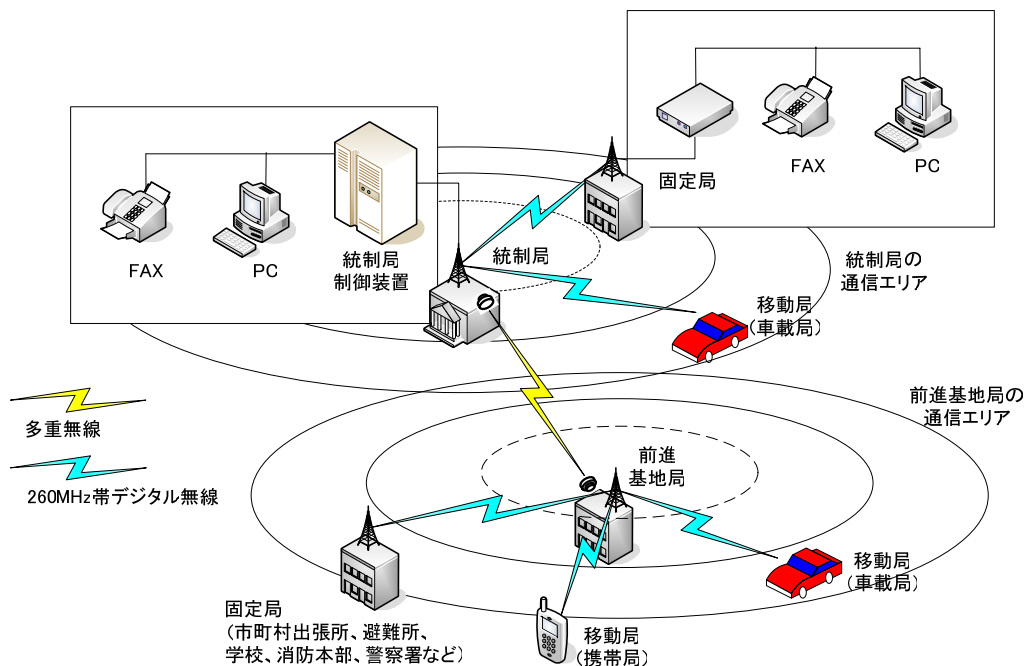 FAX
PC
統制局
制御装置
統制局
固定局
FAX
PC
統制局の
通信エリア
移動局
(車載局)
多重無線
260MHz帯デジタル無線
前進基地局の
通信エリア
前進
基地局
移動局
(車載局)
固定局
(市町村出張所、避難所、
学校、消防本部、警察署など)
移動局
(携帯局)